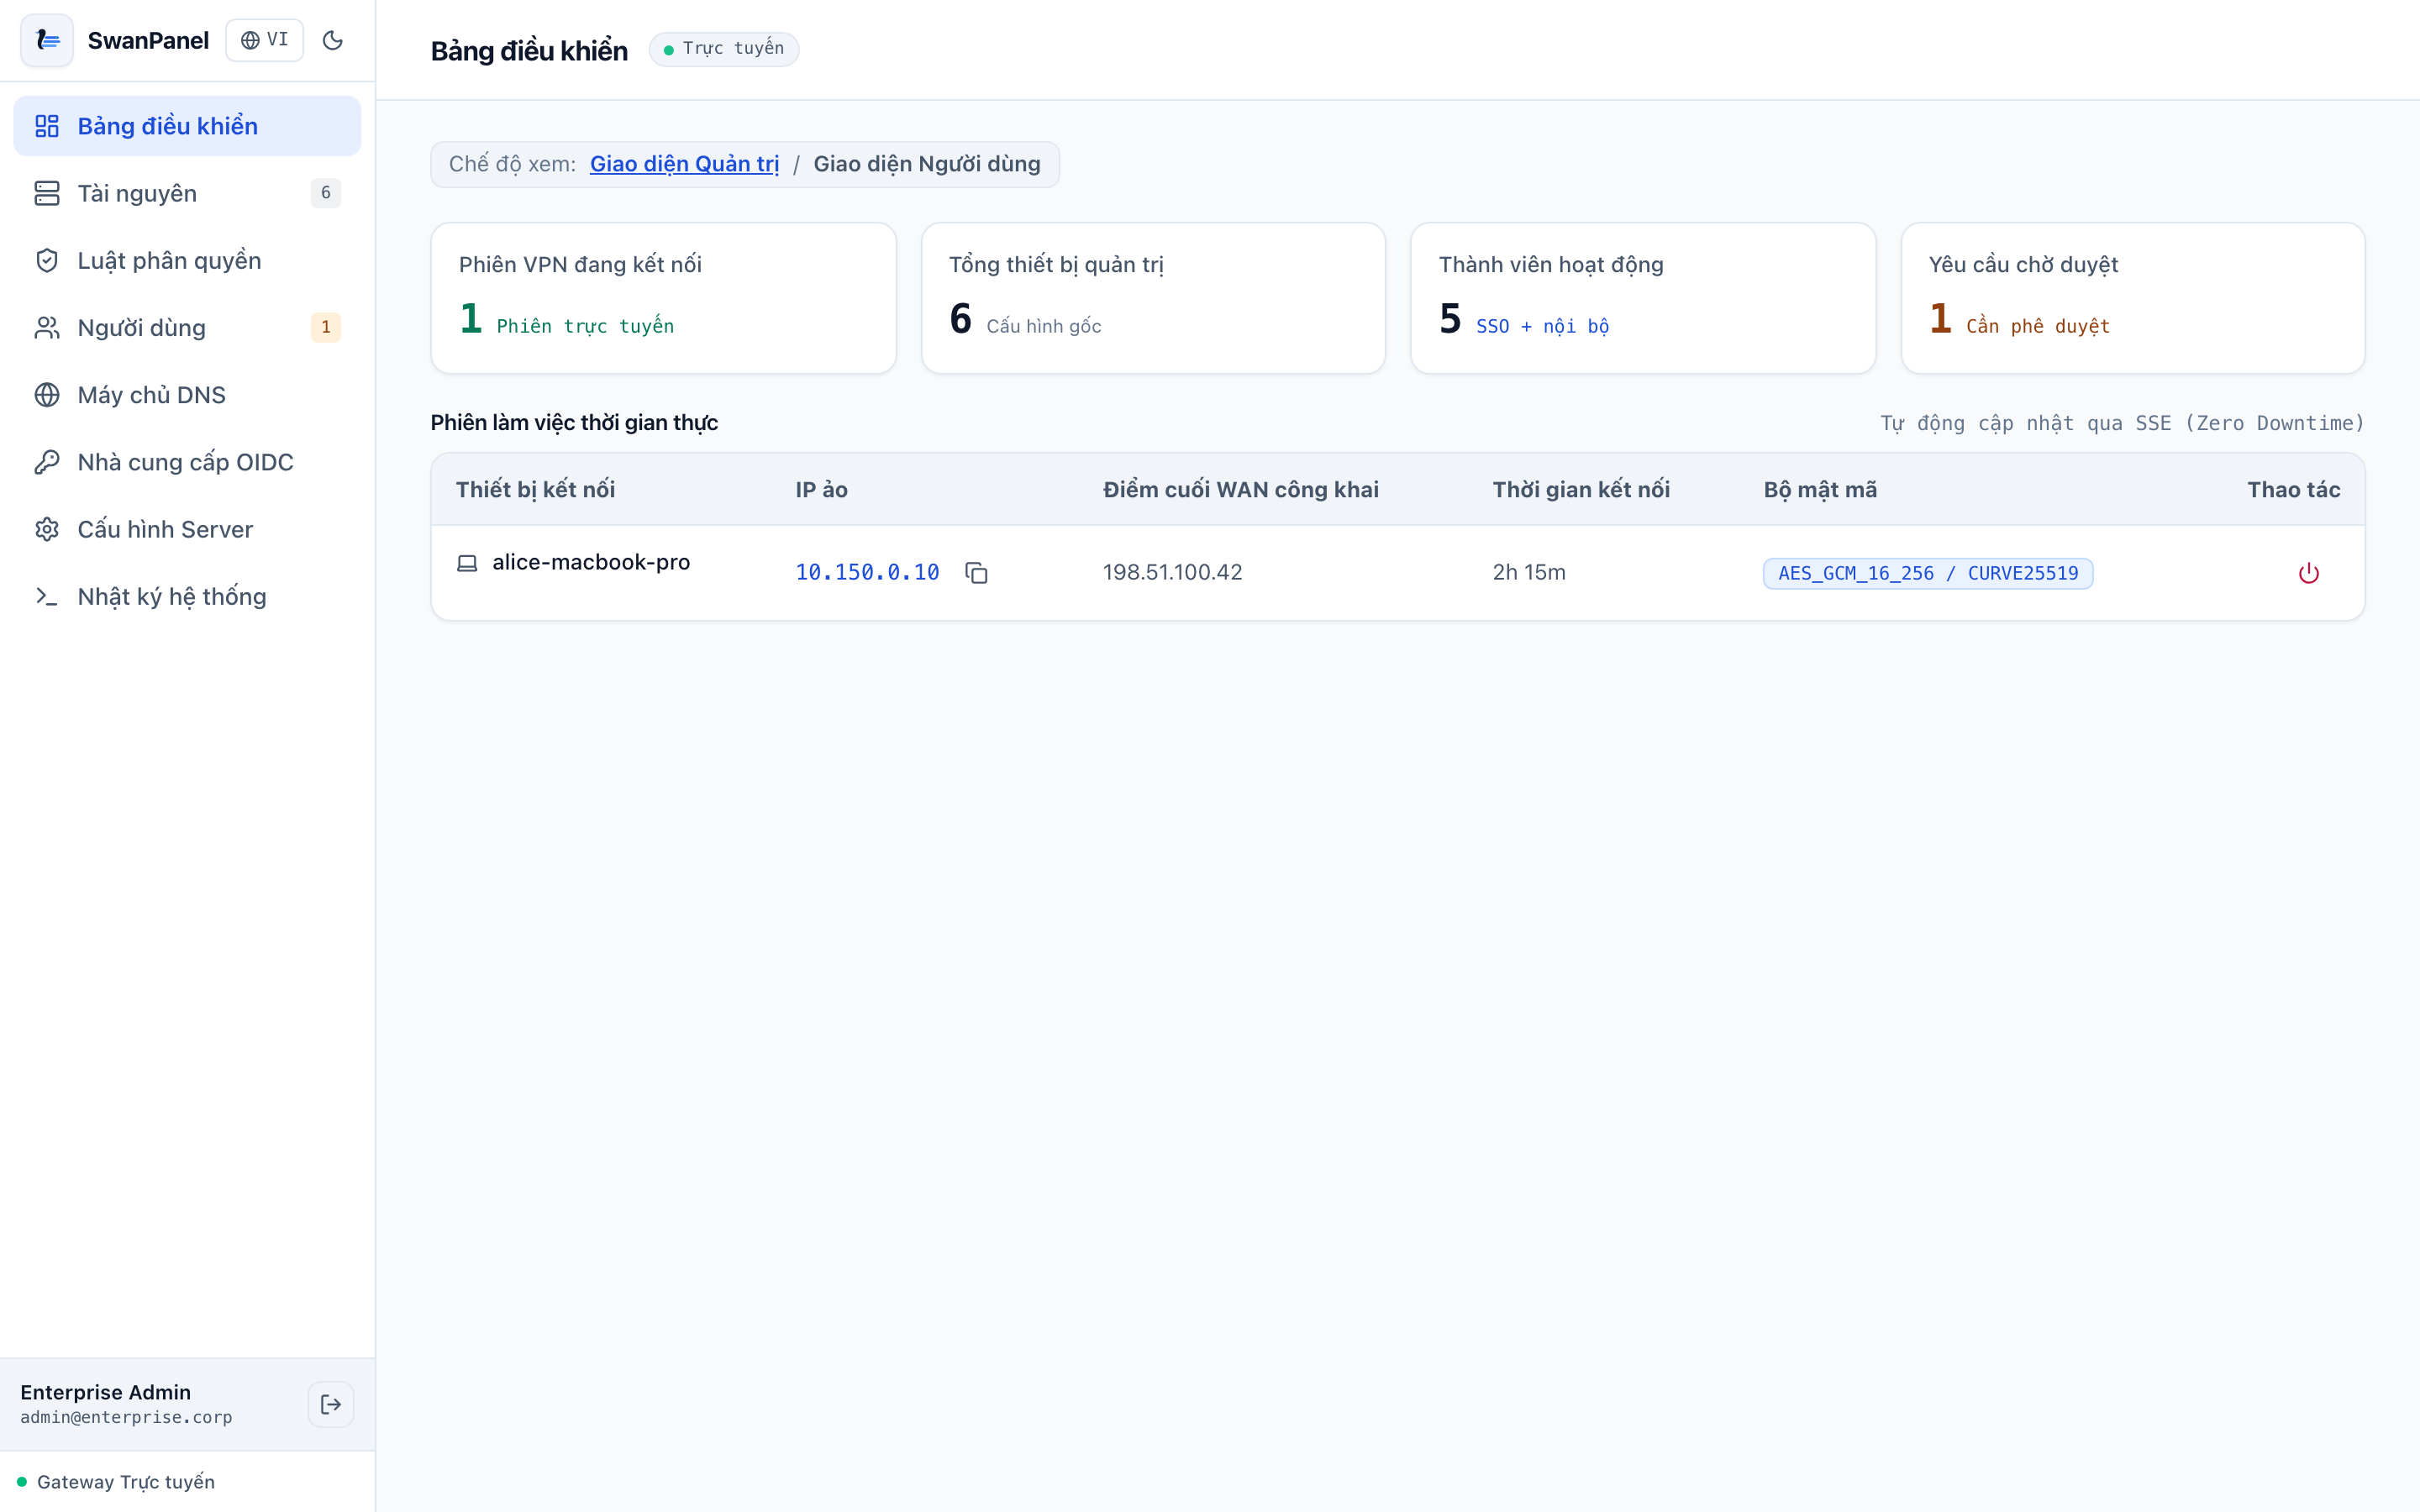 SwanPanel VI
Bảng điều khiển
Tài nguyên 6
Luật phân quyền
Người dùng 1
Máy chủ DNS
Nhà cung cấp OIDC
Cấu hình Server
Nhật ký hệ thống
Enterprise Admin
admin@enterprise.corp
Gateway Trực tuyến
Bảng điều khiển Trực tuyến
Chế độ xem: Giao diện Quản trị / Giao diện Người dùng
Phiên VPN đang kết nối
1 Phiên trực tuyến
Tổng thiết bị quản trị
6 Cấu hình gốc
Thành viên hoạt động
5 SSO + nội bộ
Yêu cầu chờ duyệt
1 Cần phê duyệt
Phiên làm việc thời gian thực
Tự động cập nhật qua SSE (Zero Downtime)
Thiết bị kết nối IP ảo Điểm cuối WAN công khai Thời gian kết nối Bộ mật mã Thao tác
alice-macbook-pro 10.150.0.10 198.51.100.42 2h 15m AES_GCM_16_256 / CURVE25519